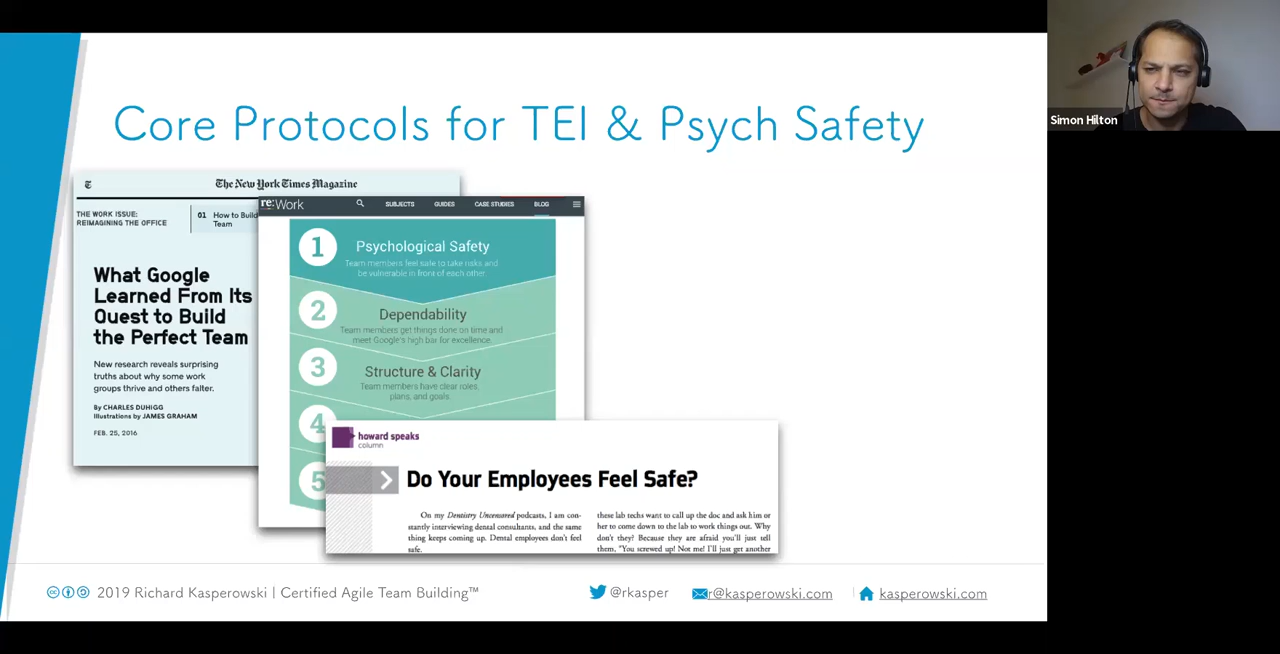 Core Protocols for TEI & Psych Safety
Simon Hilton
The New York Times Magazine
THE WORK ISSUE:
REIMAGINING THE OFFICE
01 How to Build
Team
What Google
Learned From Its
Quest to Build
the Perfect Team
New research reveals surprising
truths about why some work
groups thrive and others falter.
By CHARLES DUHIGG
Illustrations by JAMES GRAHAM
FEB. 25, 2016
re:Work
SUBJECTS GUIDES CASE STUDIES BLOG
1 Psychological Safety
Team members feel safe to take risks and
be vulnerable in front of each other.
2 Dependability
Team members get things done on time and
meet Google's high bar for excellence.
3 Structure & Clarity
Team members have clear roles,
plans, and goals.
4
5
howard speaks
column
Do Your Employees Feel Safe?
On my Dentistry Uncensored podcasts, I am con-
stantly interviewing dental consultants, and the same
thing keeps coming up. Dental employees don't feel
safe.
these lab techs want to call up the doc and ask him or
her to come down to the lab to work things out. Why
don't they? Because they are afraid you'll just tell
them, "You screwed up! Not me! I'll just get another
2019 Richard Kasperowski | Certified Agile Team Building™
@rkasper
r@kasperowski.com
kasperowski.com